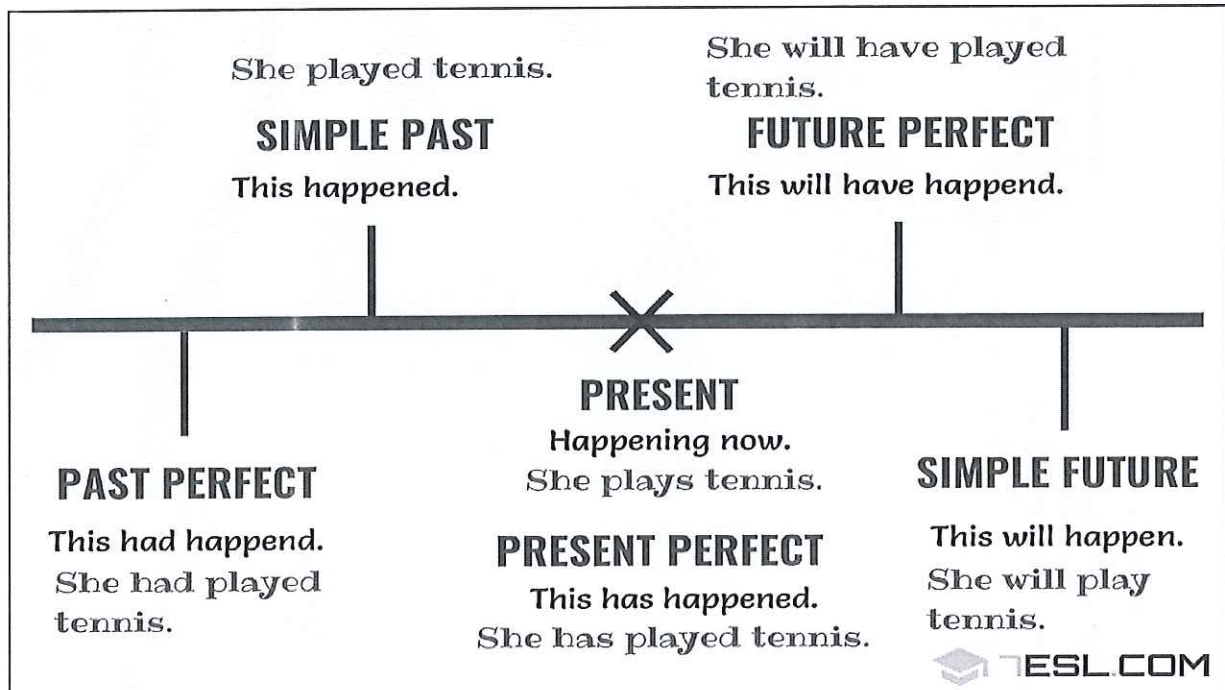 She played tennis.
SIMPLE PAST
This happened.
She will have played
tennis.
FUTURE PERFECT
This will have happend.
PAST PERFECT
This had happend.
She had played
tennis.
PRESENT
Happening now.
She plays tennis.
PRESENT PERFECT
This has happened.
She has played tennis.
SIMPLE FUTURE
This will happen.
She will play
tennis.
7ESL.COM